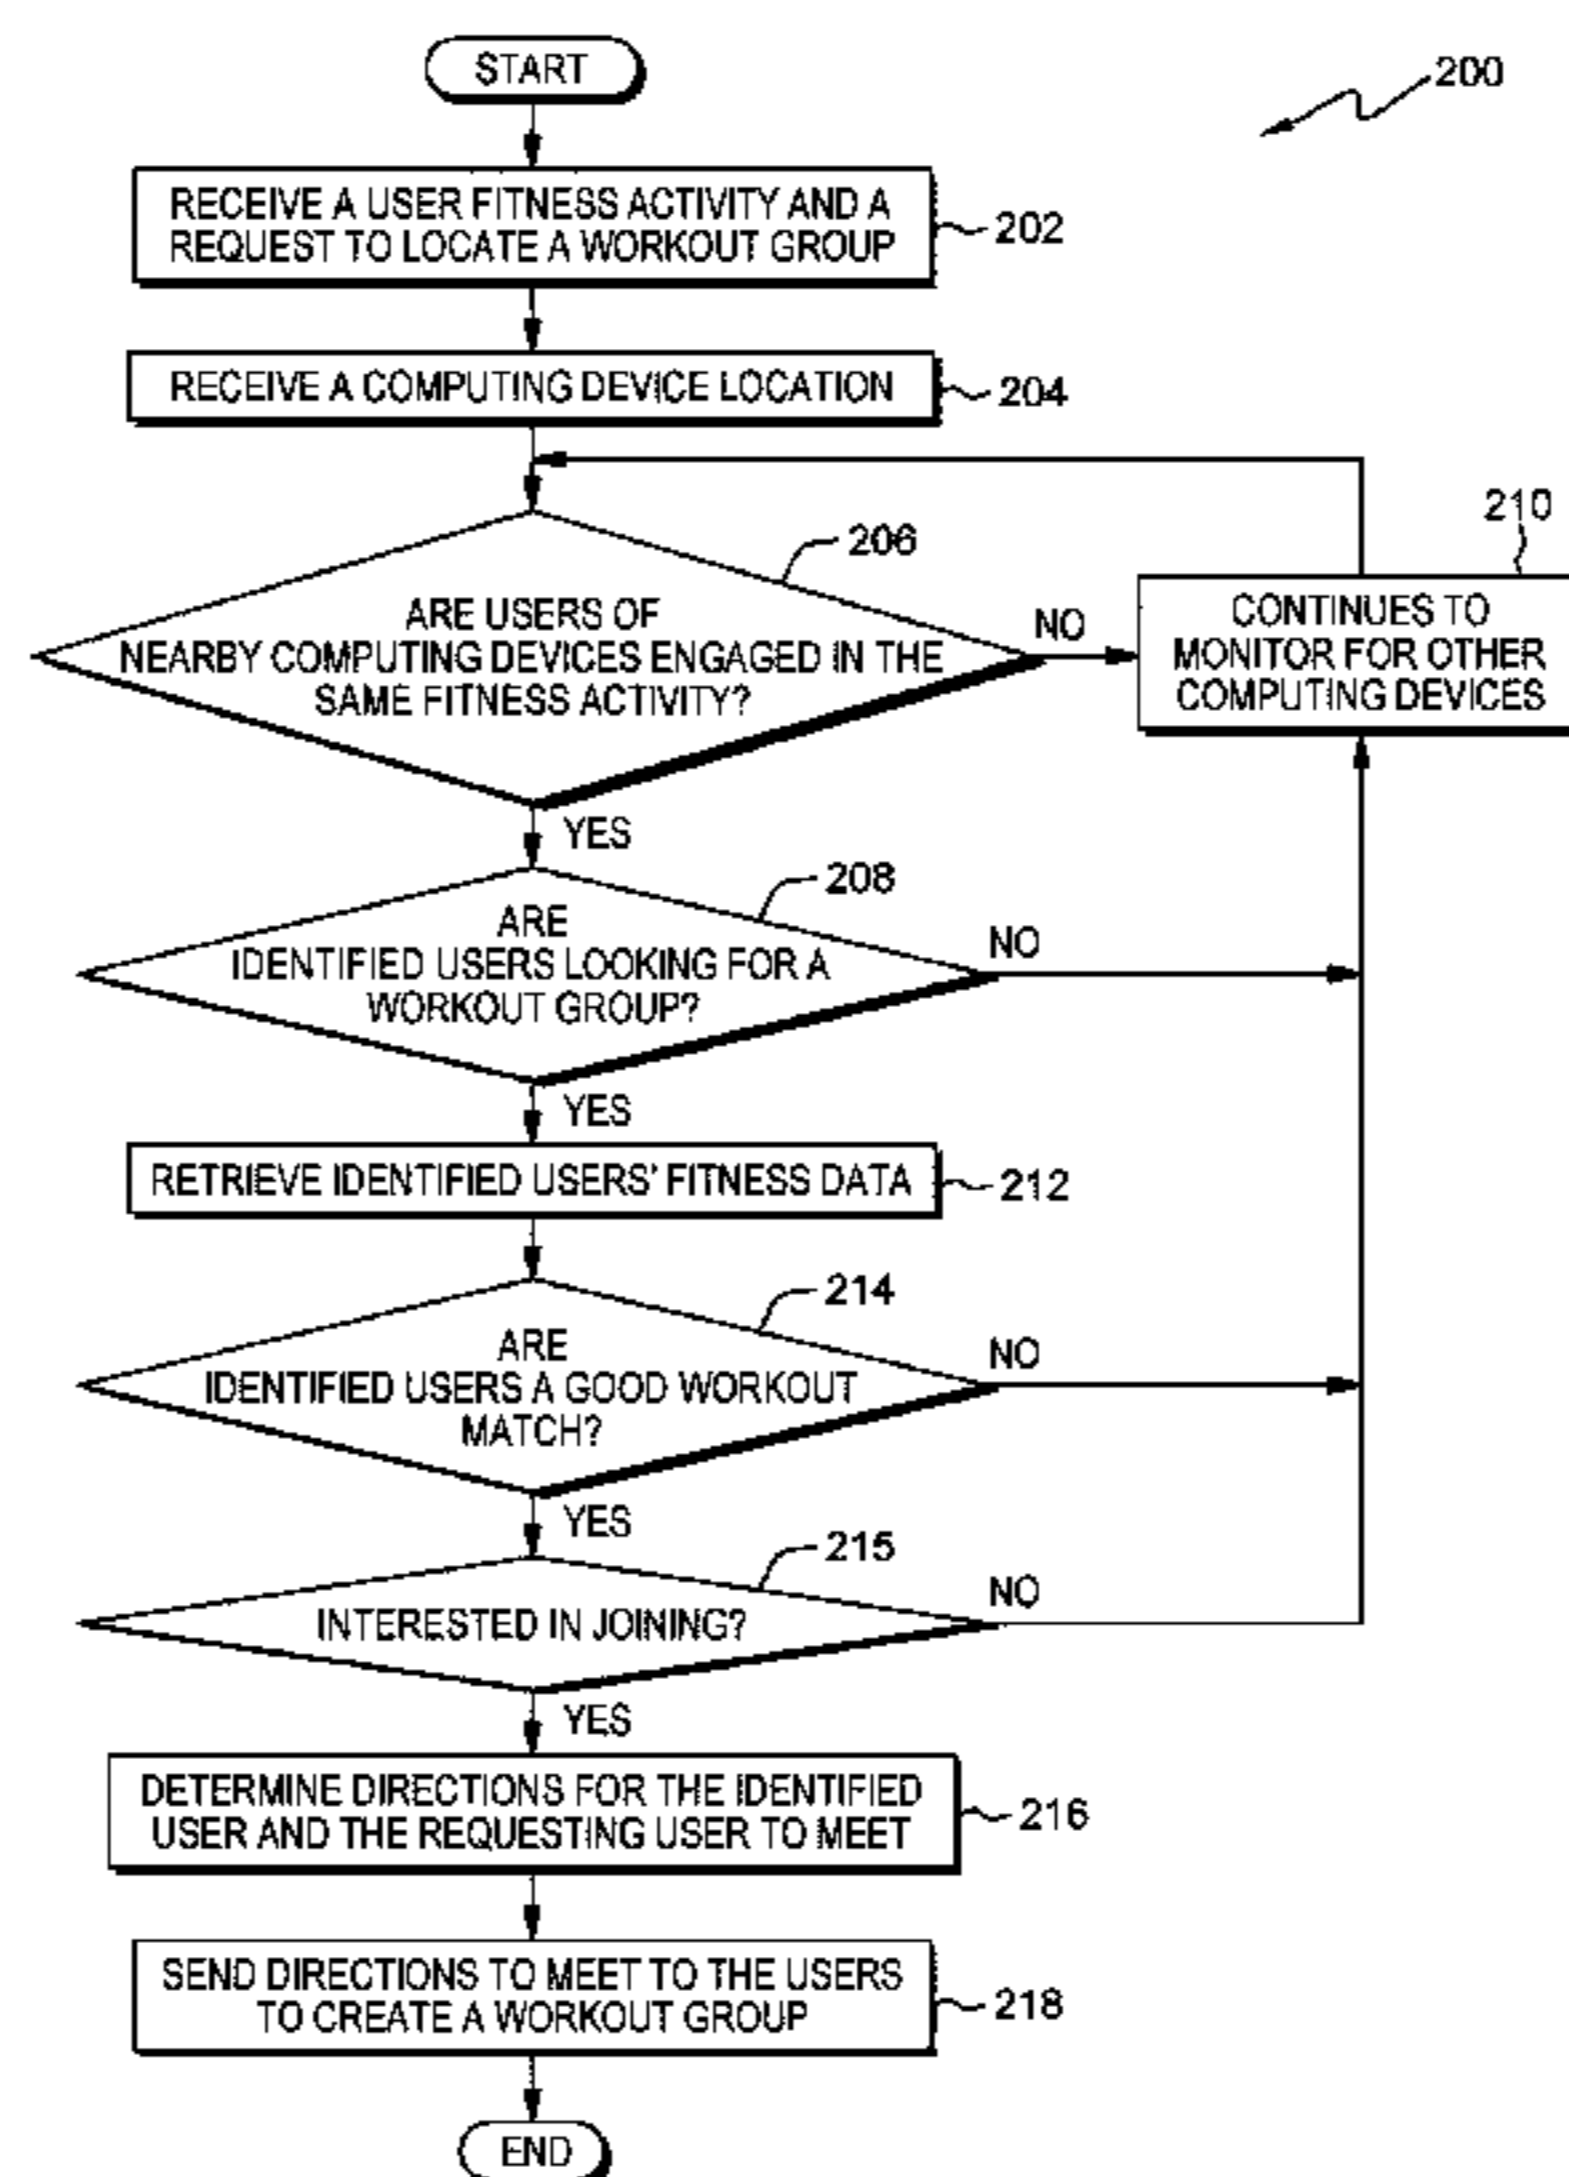 START
200
RECEIVE A USER FITNESS ACTIVITY AND A
REQUEST TO LOCATE A WORKOUT GROUP
202
RECEIVE A COMPUTING DEVICE LOCATION
204
206
ARE USERS OF
NEARBY COMPUTING DEVICES ENGAGED IN THE
SAME FITNESS ACTIVITY?
NO
210
CONTINUES TO
MONITOR FOR OTHER
COMPUTING DEVICES
YES
208
ARE
IDENTIFIED USERS LOOKING FOR A
WORKOUT GROUP?
NO
YES
RETRIEVE IDENTIFIED USERS' FITNESS DATA
212
214
ARE
IDENTIFIED USERS A GOOD WORKOUT
MATCH?
NO
YES
215
INTERESTED IN JOINING?
NO
YES
DETERMINE DIRECTIONS FOR THE IDENTIFIED
USER AND THE REQUESTING USER TO MEET
216
SEND DIRECTIONS TO MEET TO THE USERS
TO CREATE A WORKOUT GROUP
218
END